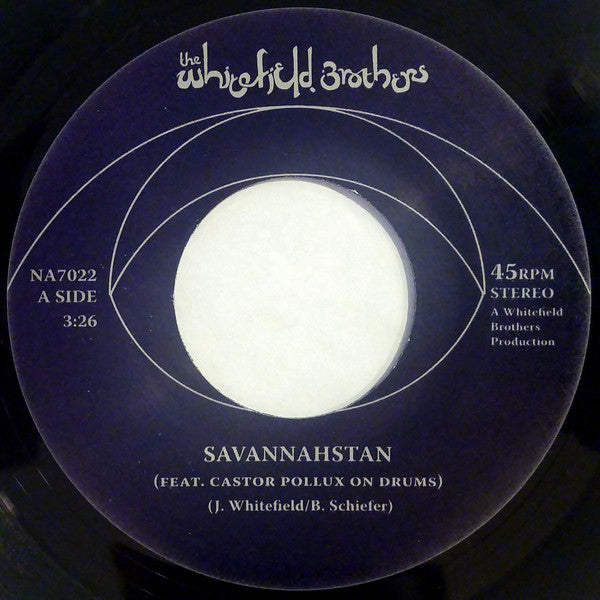 the
Whitefield Brothers
NA7022
A SIDE
3:26
45RPM
STEREO
A Whitefield
Brothers
Production
SAVANNAHSTAN
(FEAT. CASTOR POLLUX ON DRUMS)
(J. Whitefield/B. Schiefer)